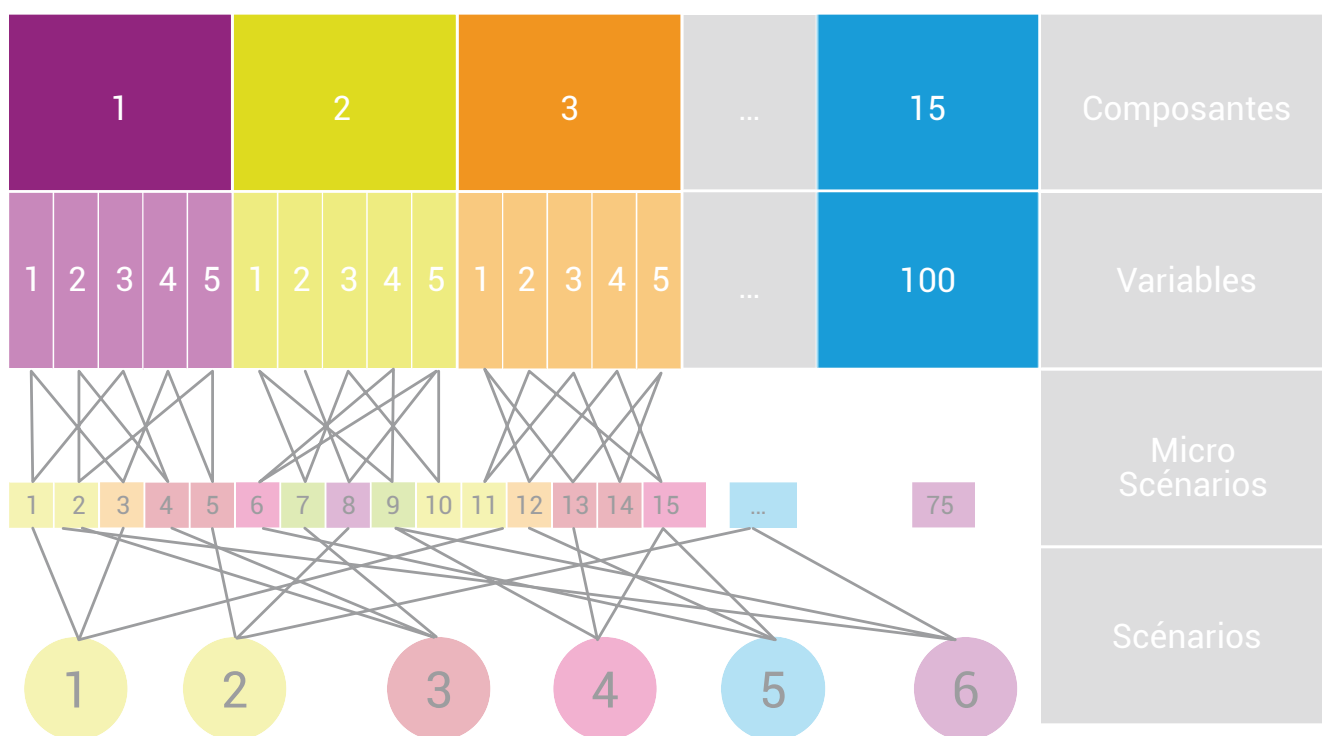 1 2 3 ... 15 Composantes
1 2 3 4 5 1 2 3 4 5 1 2 3 4 5 ... 100 Variables
Micro
Scénarios
1 2 3 4 5 6 7 8 9 10 11 12 13 14 15 ... 75
Scénarios
1 2 3 4 5 6